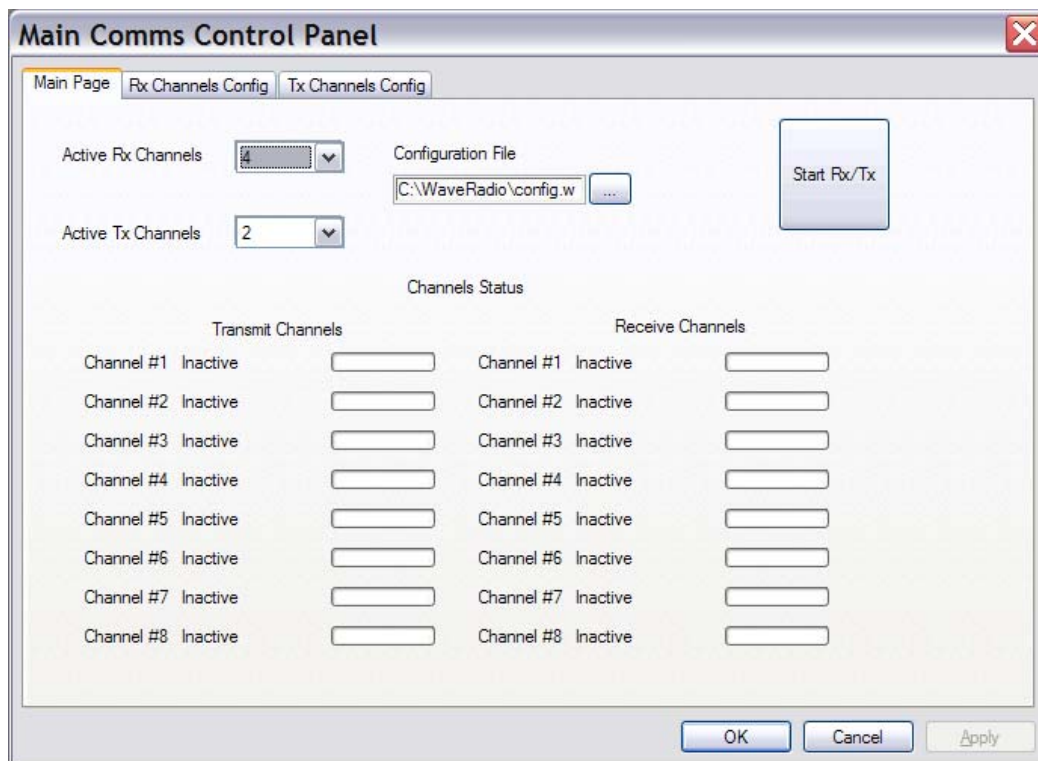 Main Comms Control Panel
Main Page Rx Channels Config Tx Channels Config
Active Rx Channels 4 Configuration File
C:\WaveRadio\config.w ...
Start Rx/Tx
Active Tx Channels 2
Channels Status
Transmit Channels Receive Channels
Channel #1 Inactive Channel #1 Inactive
Channel #2 Inactive Channel #2 Inactive
Channel #3 Inactive Channel #3 Inactive
Channel #4 Inactive Channel #4 Inactive
Channel #5 Inactive Channel #5 Inactive
Channel #6 Inactive Channel #6 Inactive
Channel #7 Inactive Channel #7 Inactive
Channel #8 Inactive Channel #8 Inactive
OK Cancel Apply